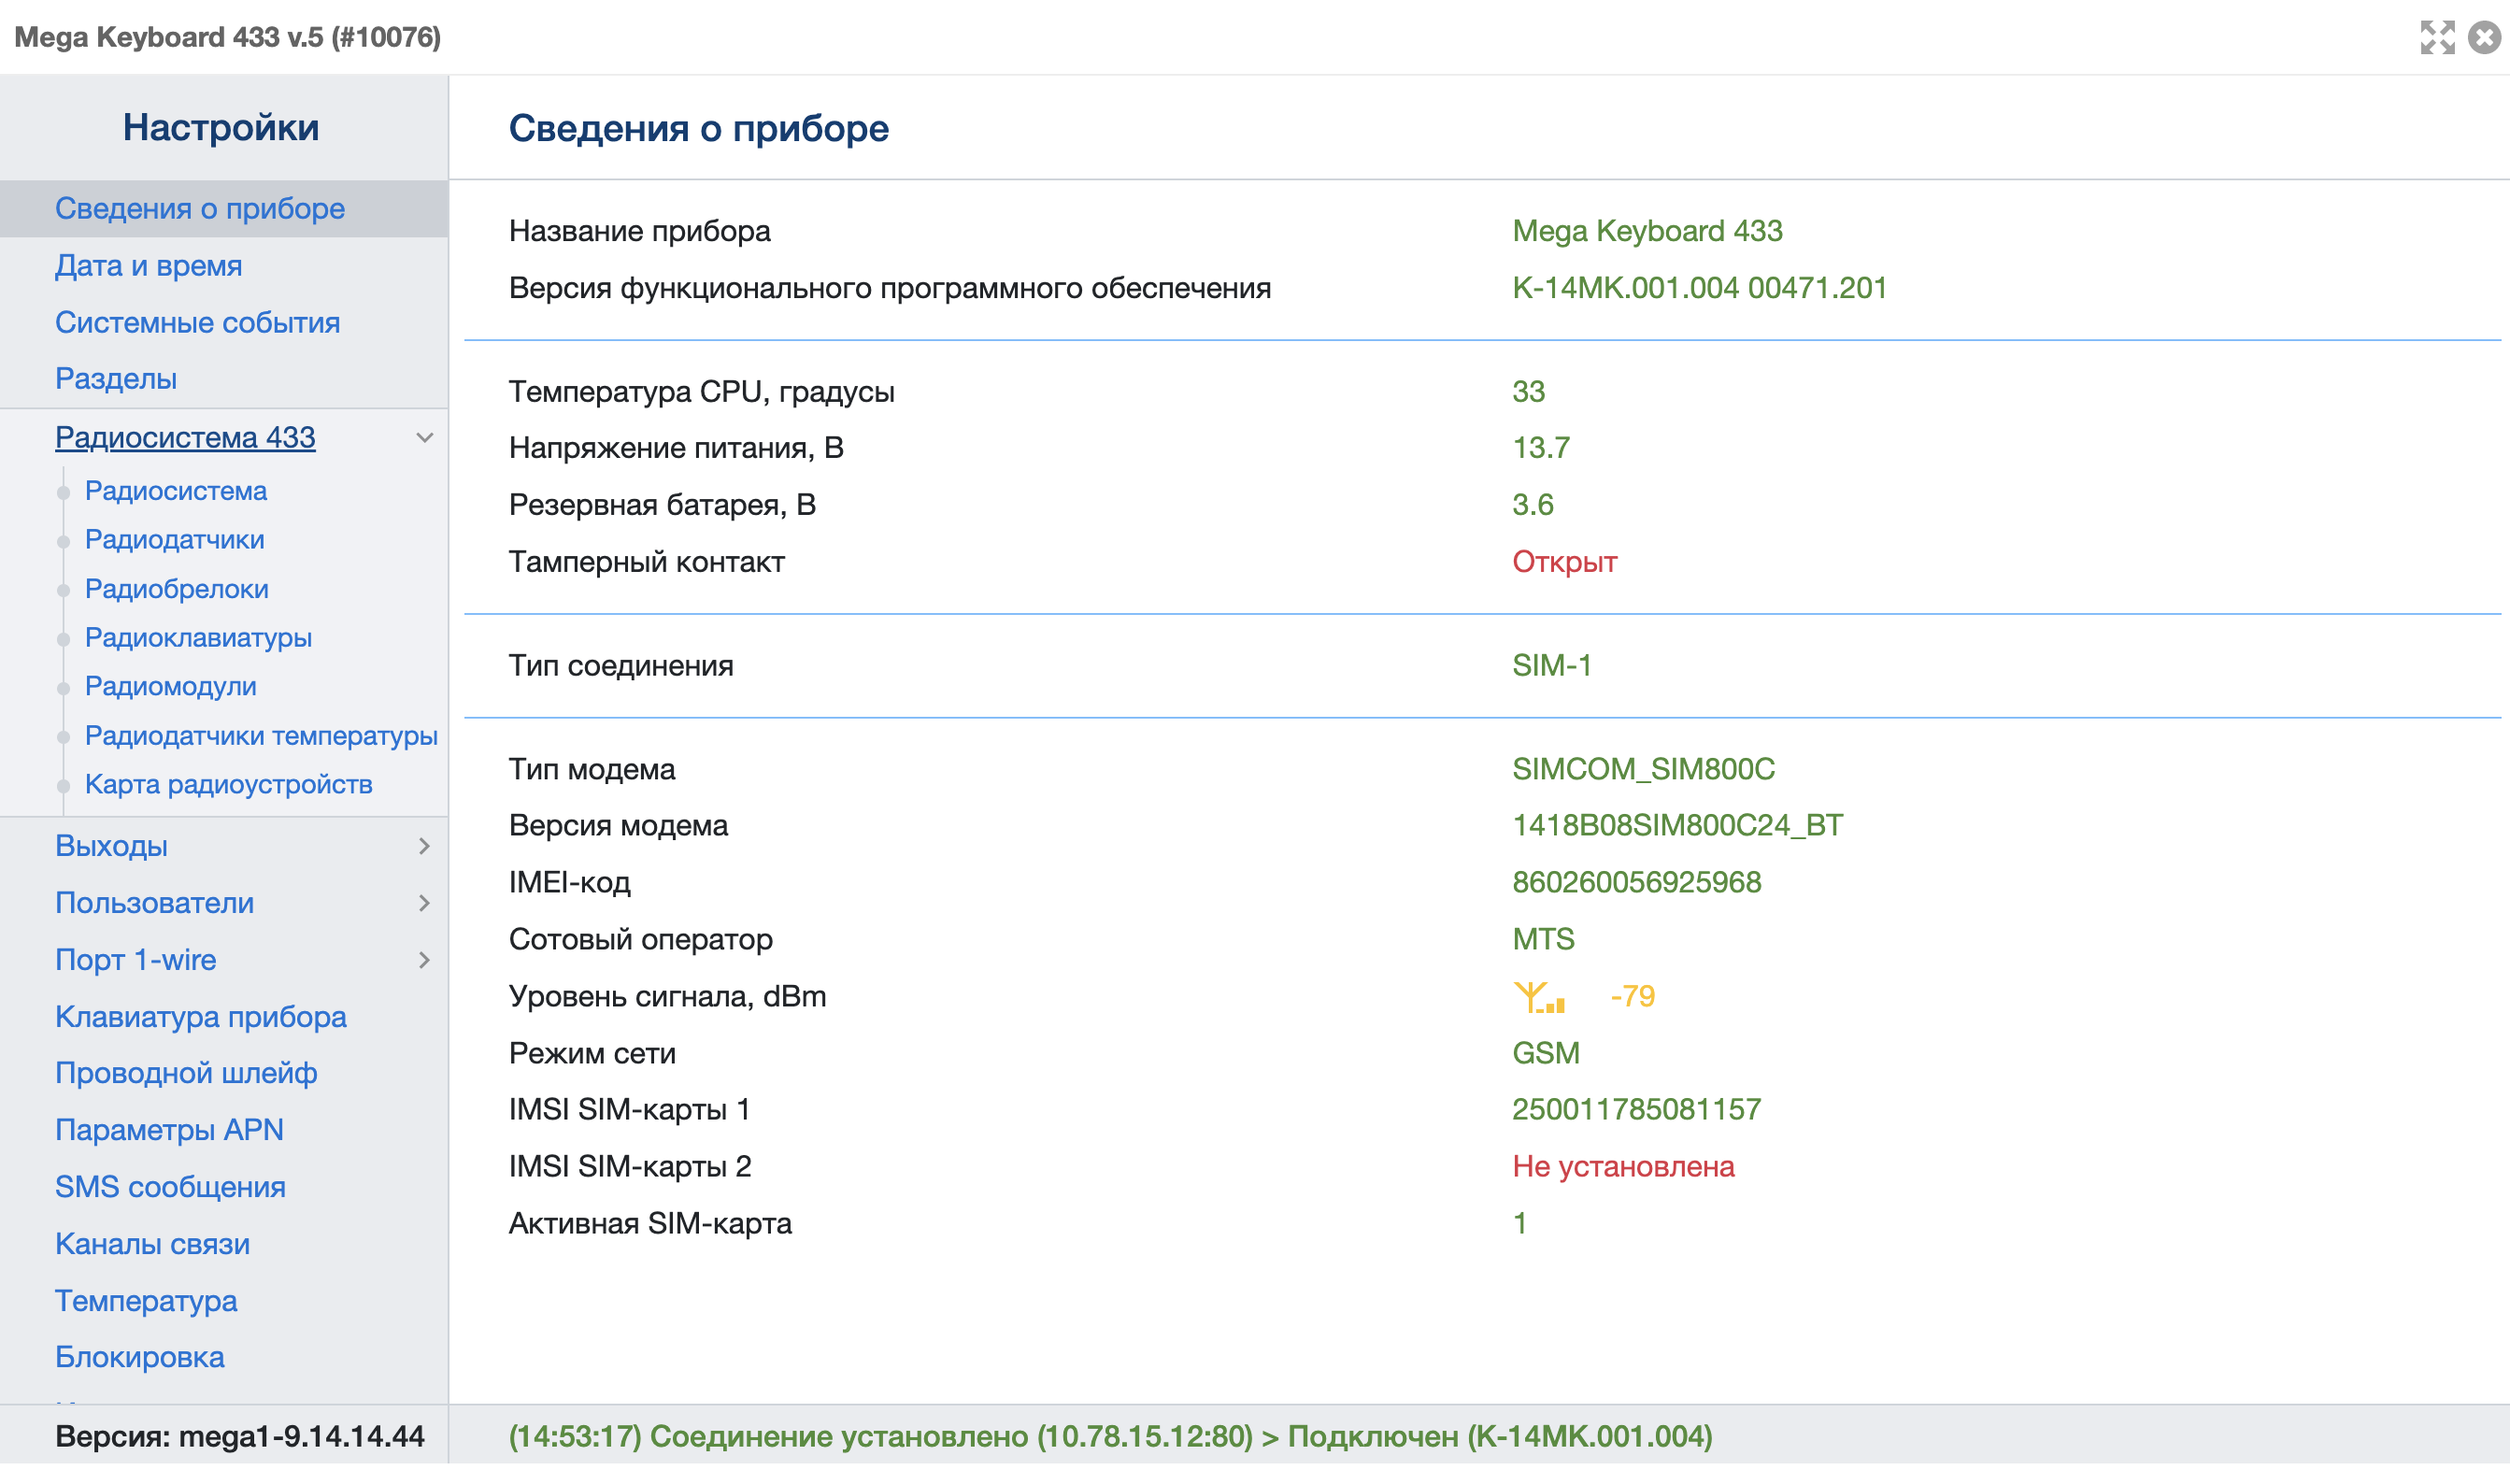 Mega Keyboard 433 v.5 (#10076)
Настройки
Сведения о приборе
Дата и время
Системные события
Разделы
Радиосистема 433
Радиосистема
Радиодатчики
Радиобрелоки
Радиоклавиатуры
Радиомодули
Радиодатчики температуры
Карта радиоустройств
Выходы
Пользователи
Порт 1-wire
Клавиатура прибора
Проводной шлейф
Параметры APN
SMS сообщения
Каналы связи
Температура
Блокировка
Версия: mega1-9.14.14.44
Сведения о приборе
Название прибора Mega Keyboard 433
Версия функционального программного обеспечения K-14MK.001.004 00471.201
Температура CPU, градусы 33
Напряжение питания, В 13.7
Резервная батарея, В 3.6
Тамперный контакт Открыт
Тип соединения SIM-1
Тип модема SIMCOM_SIM800C
Версия модема 1418B08SIM800C24_BT
IMEI-код 860260056925968
Сотовый оператор MTS
Уровень сигнала, dBm -79
Режим сети GSM
IMSI SIM-карты 1 250011785081157
IMSI SIM-карты 2 Не установлена
Активная SIM-карта 1
(14:53:17) Соединение установлено (10.78.15.12:80) > Подключен (K-14MK.001.004)